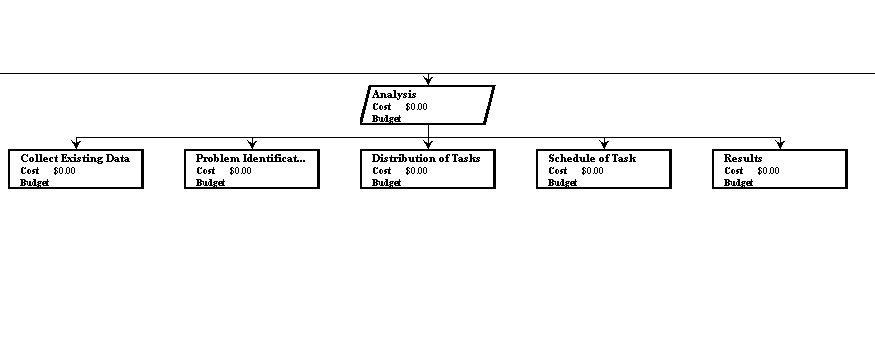 Analysis
Cost $0.00
Budget
Collect Existing Data
Cost $0.00
Budget
Problem Identificat...
Cost $0.00
Budget
Distribution of Tasks
Cost $0.00
Budget
Schedule of Task
Cost $0.00
Budget
Results
Cost $0.00
Budget